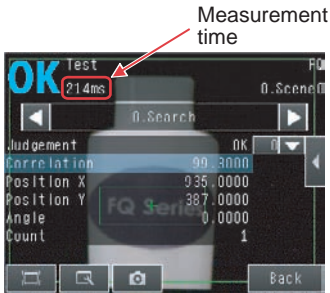 Measurement
time
OK Test
214ms
0.Scene0
0.Search
Judgement OK 0
Correlation 99.3000
Position X 935.0000
Position Y 387.0000
Angle 0.0000
Count 1
FQ Series
Back